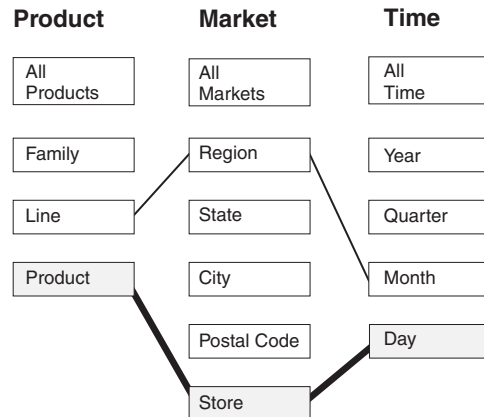 Product
Market
Time
All
Products
All
Markets
All
Time
Family
Region
Year
Line
State
Quarter
Product
City
Month
Postal Code
Day
Store